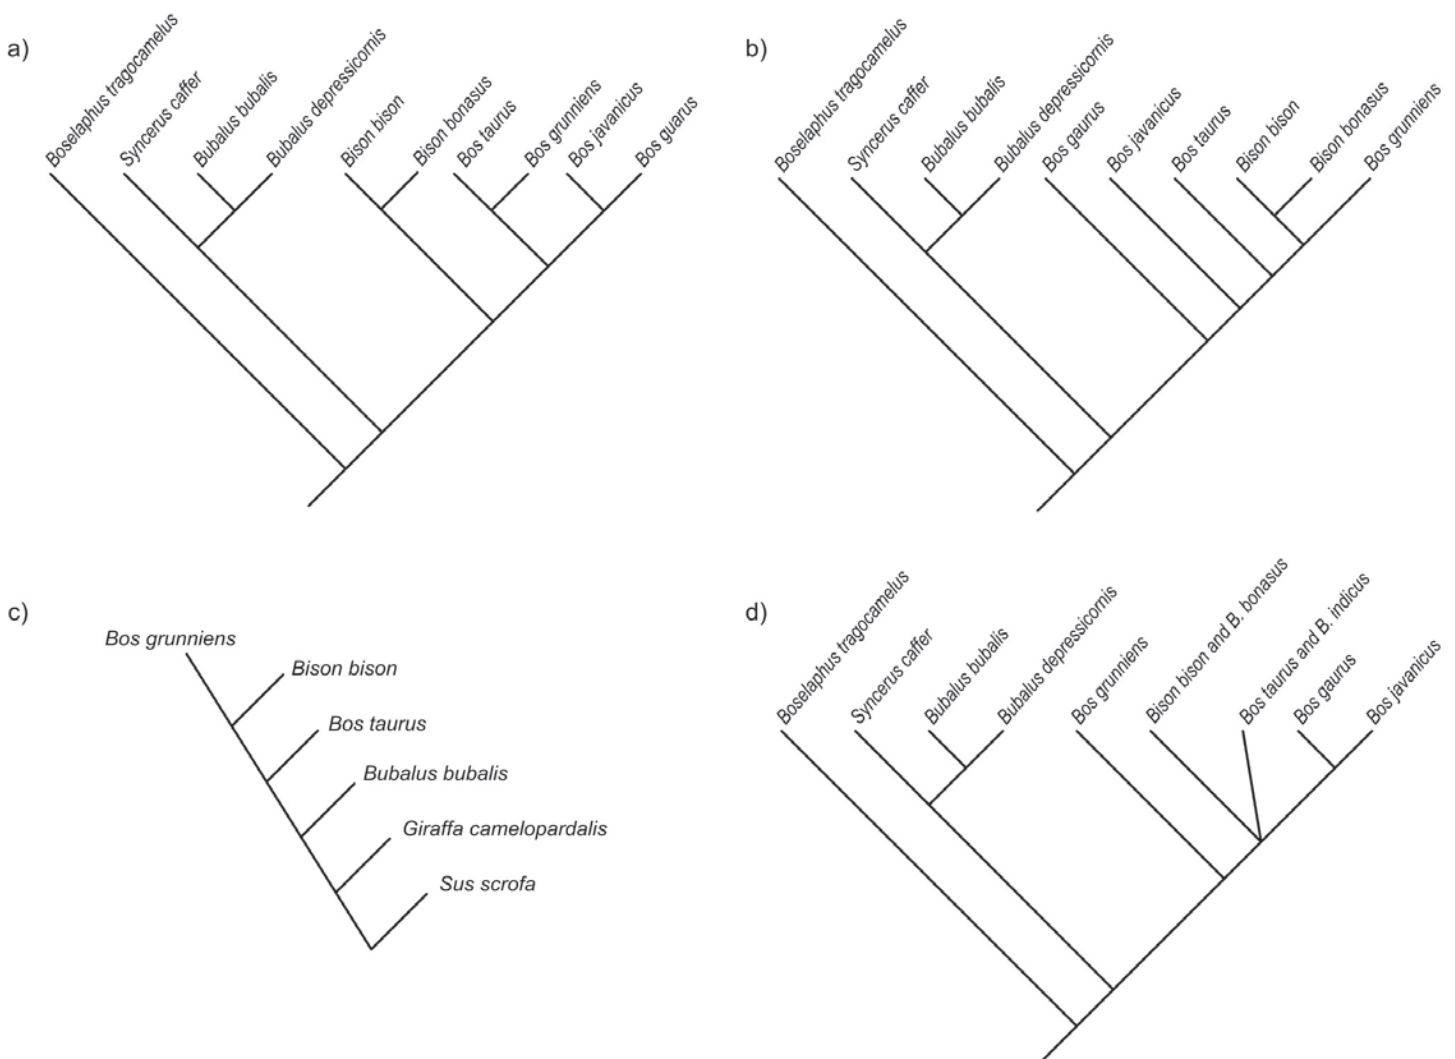 a)
Boselaphus tragocamelus
Syncerus caffer
Bubalus bubalis
Bubalus depressicornis
Bison bison
Bison bonasus
Bos taurus
Bos grunniens
Bos javanicus
Bos guarus
b)
Boselaphus tragocamelus
Syncerus caffer
Bubalus bubalis
Bubalus depressicornis
Bos gaurus
Bos javanicus
Bos taurus
Bison bison
Bison bonasus
Bos grunniens
c)
Bos grunniens
Bison bison
Bos taurus
Bubalus bubalis
Giraffa camelopardalis
Sus scrofa
d)
Boselaphus tragocamelus
Syncerus caffer
Bubalus bubalis
Bubalus depressicornis
Bos grunniens
Bison bison and B. bonasus
Bos taurus and B. indicus
Bos gaurus
Bos javanicus